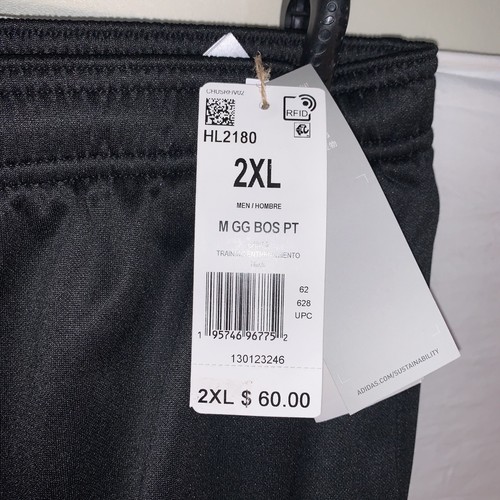 CHUSRFIV02
RFID
HL2180
2XL
MEN / HOMBRE
M GG BOS PT
62
628
UPC
1 95746 96775 2
130123246
2XL $ 60.00
ADIDAS.COM/SUSTAINABILITY